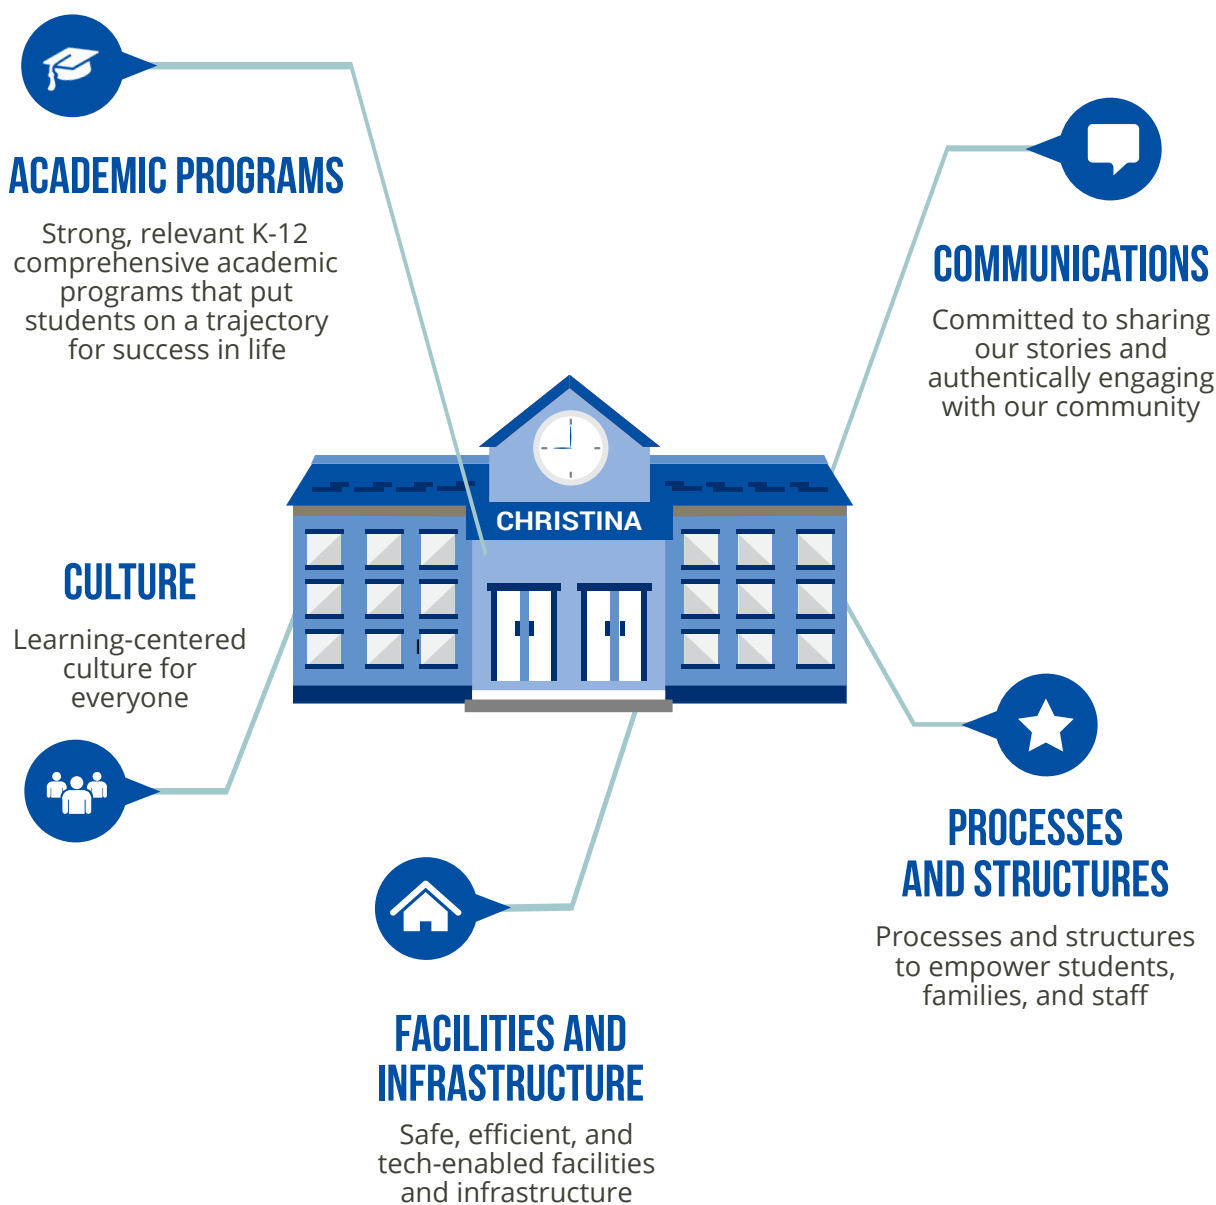 ACADEMIC PROGRAMS
Strong, relevant K-12
comprehensive academic
programs that put
students on a trajectory
for success in life
COMMUNICATIONS
Committed to sharing
our stories and
authentically engaging
with our community
CHRISTINA
CULTURE
Learning-centered
culture for
everyone
PROCESSES
AND STRUCTURES
Processes and structures
to empower students,
families, and staff
FACILITIES AND
INFRASTRUCTURE
Safe, efficient, and
tech-enabled facilities
and infrastructure